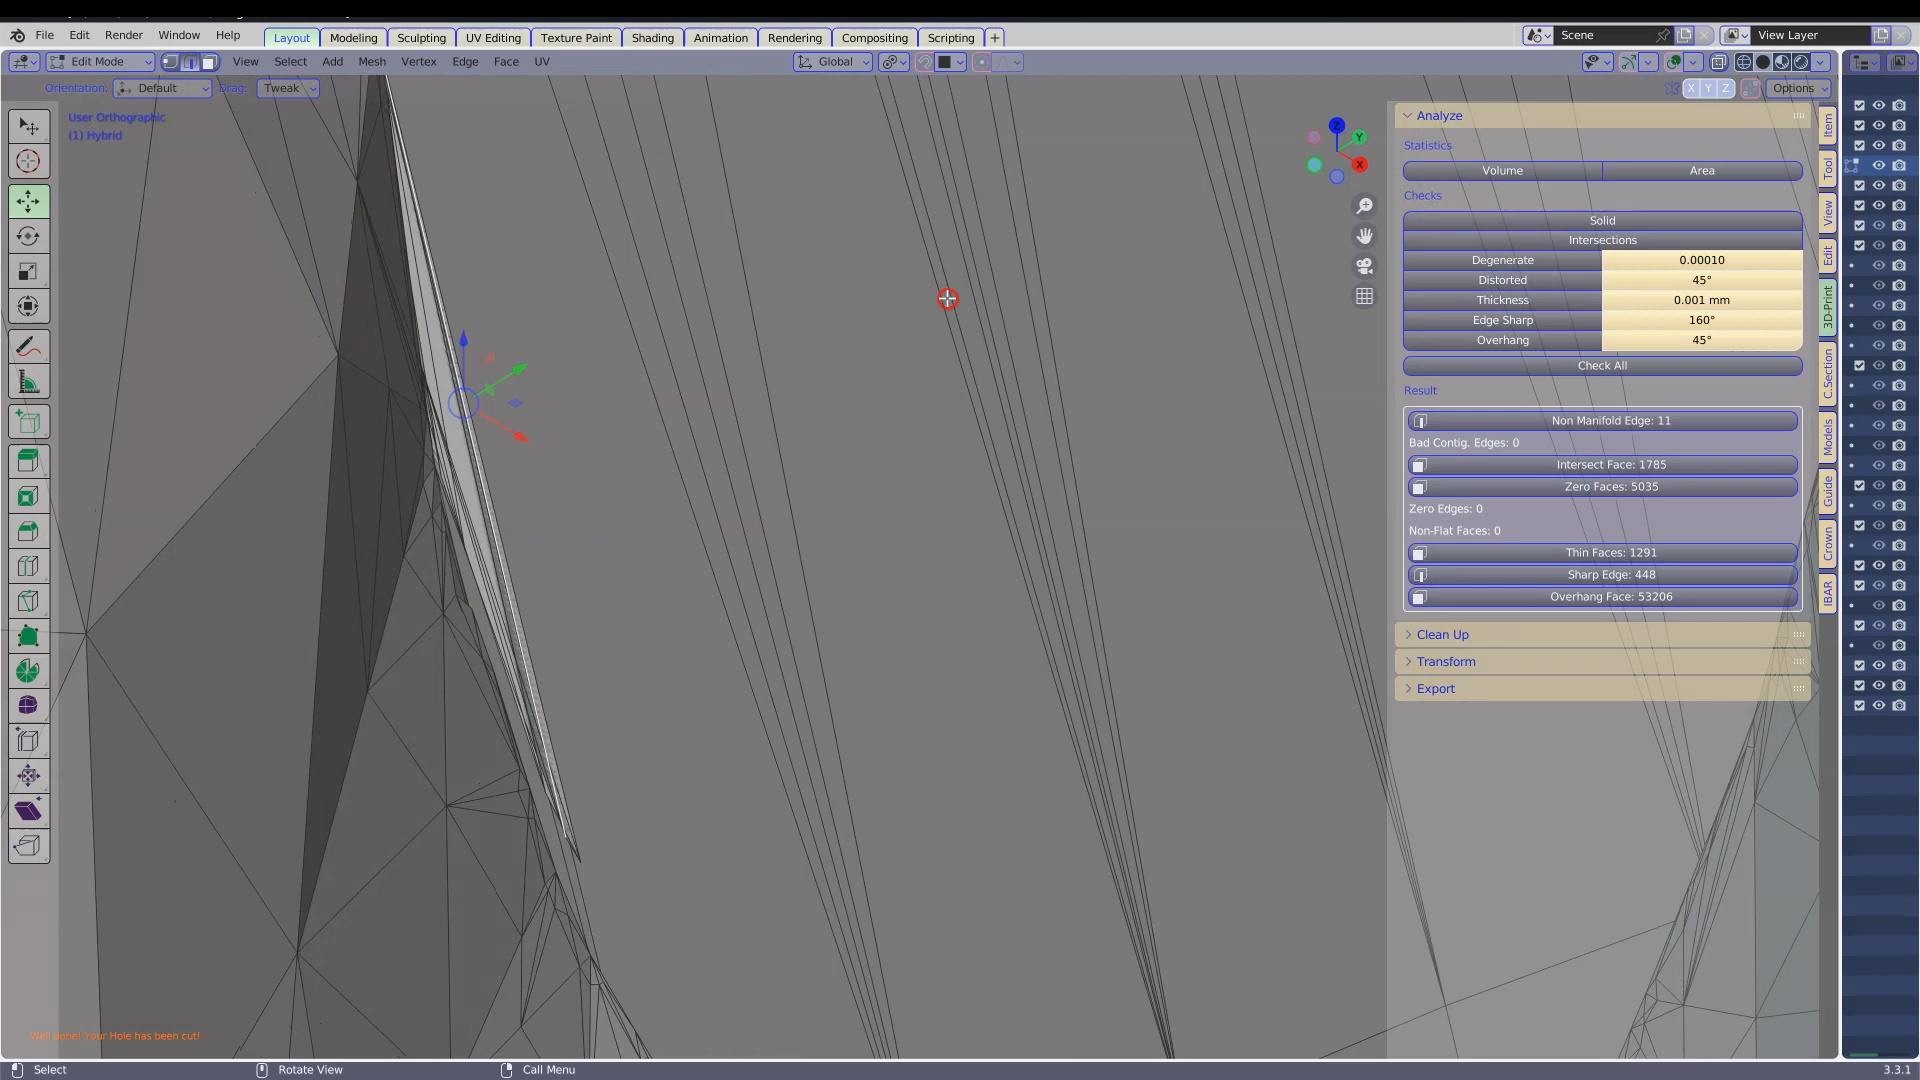 File Edit Render Window Help Layout Modeling Sculpting UV Editing Texture Paint Shading Animation Rendering Compositing Scripting + Scene View Layer
Edit Mode View Select Add Mesh Vertex Edge Face UV Global
Orientation: Default Drag: Tweak X Y Z Options
User Orthographic
(1) Hybrid
Z
Y
X
Analyze
Statistics
Volume Area
Checks
Solid
Intersections
Degenerate 0.00010
Distorted 45°
Thickness 0.001 mm
Edge Sharp 160°
Overhang 45°
Check All
Result
Non Manifold Edge: 11
Bad Contig. Edges: 0
Intersect Face: 1785
Zero Faces: 5035
Zero Edges: 0
Non-Flat Faces: 0
Thin Faces: 1291
Sharp Edge: 448
Overhang Face: 53206
Clean Up
Transform
Export
Item
Tool
View
Edit
3D-Print
C.Section
Models
Guide
Crown
IBAR
Well done! Your Hole has been cut!
Select Rotate View Call Menu 3.3.1